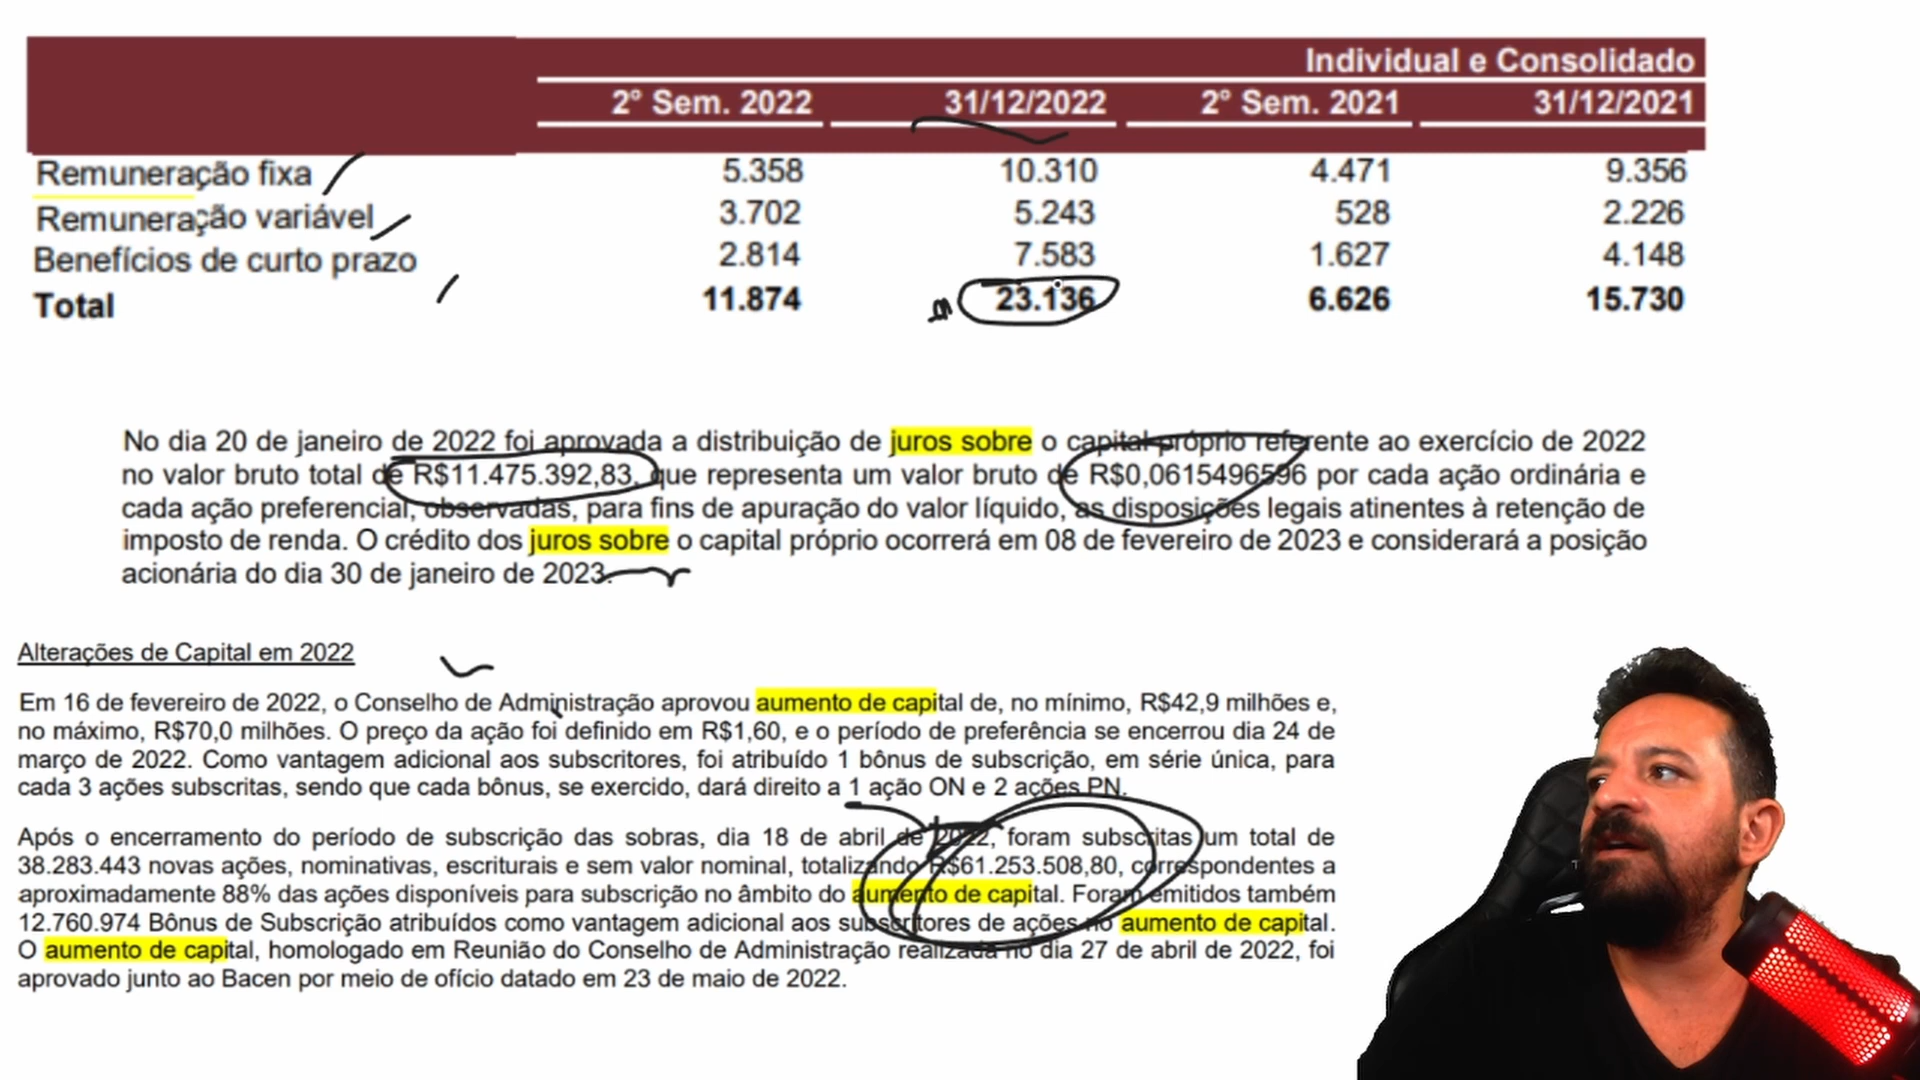 Individual e Consolidado
2° Sem. 2022 31/12/2022 2° Sem. 2021 31/12/2021
Remuneração fixa 5.358 10.310 4.471 9.356
Remuneração variável 3.702 5.243 528 2.226
Benefícios de curto prazo 2.814 7.583 1.627 4.148
Total 11.874 23.136 6.626 15.730
No dia 20 de janeiro de 2022 foi aprovada a distribuição de juros sobre o capital próprio referente ao exercício de 2022
no valor bruto total de R$11.475.392,83, que representa um valor bruto de R$0,0615496596 por cada ação ordinária e
cada ação preferencial, observadas, para fins de apuração do valor líquido, as disposições legais atinentes à retenção de
imposto de renda. O crédito dos juros sobre o capital próprio ocorrerá em 08 de fevereiro de 2023 e considerará a posição
acionária do dia 30 de janeiro de 2023.
Alterações de Capital em 2022
Em 16 de fevereiro de 2022, o Conselho de Administração aprovou aumento de capital de, no mínimo, R$42,9 milhões e,
no máximo, R$70,0 milhões. O preço da ação foi definido em R$1,60, e o período de preferência se encerrou dia 24 de
março de 2022. Como vantagem adicional aos subscritores, foi atribuído 1 bônus de subscrição, em série única, para
cada 3 ações subscritas, sendo que cada bônus, se exercido, dará direito a 1 ação ON e 2 ações PN.
Após o encerramento do período de subscrição das sobras, dia 18 de abril de 2022, foram subscritas um total de
38.283.443 novas ações, nominativas, escriturais e sem valor nominal, totalizando R$61.253.508,80, correspondentes a
aproximadamente 88% das ações disponíveis para subscrição no âmbito do aumento de capital. Foram emitidos também
12.760.974 Bônus de Subscrição atribuídos como vantagem adicional aos subscritores de ações no aumento de capital.
O aumento de capital, homologado em Reunião do Conselho de Administração realizada no dia 27 de abril de 2022, foi
aprovado junto ao Bacen por meio de ofício datado em 23 de maio de 2022.